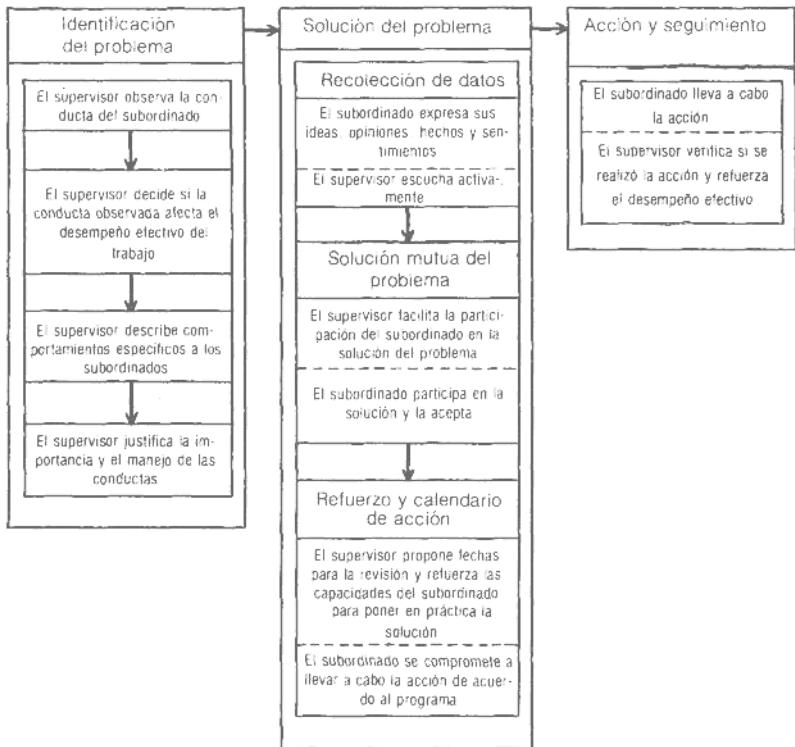 Identificación
del problema
El supervisor observa la con-
ducta del subordinado
El supervisor decide si la
conducta observada afecta el
desempeño efectivo del
trabajo
El supervisor describe com-
portamientos específicos a los
subordinados
El supervisor justifica la im-
portancia y el manejo de las
conductas
Solución del problema
Recolección de datos
El subordinado expresa sus
ideas, opiniones, hechos y sen-
timientos
El supervisor escucha activa-
mente
Solución mutua del
problema
El supervisor facilita la partici-
pación del subordinado en la
solución del problema
El subordinado participa en la
solución y la acepta
Refuerzo y calendario
de acción
El supervisor propone fechas
para la revisión y refuerza las
capacidades del subordinado
para poner en práctica la
solución
El subordinado se compromete a
llevar a cabo la acción de acuer-
do al programa
Acción y seguimiento
El subordinado lleva a cabo
la acción
El supervisor verifica si se
realizó la acción y refuerza
el desempeño efectivo